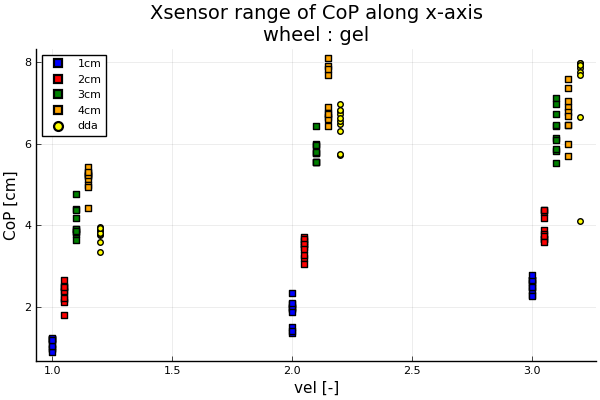 Xsensor range of CoP along x-axis
wheel : gel
8
6
4
2
CoP [cm]
1cm
2cm
3cm
4cm
dda
1.0
1.5
2.0
2.5
3.0
vel [-]